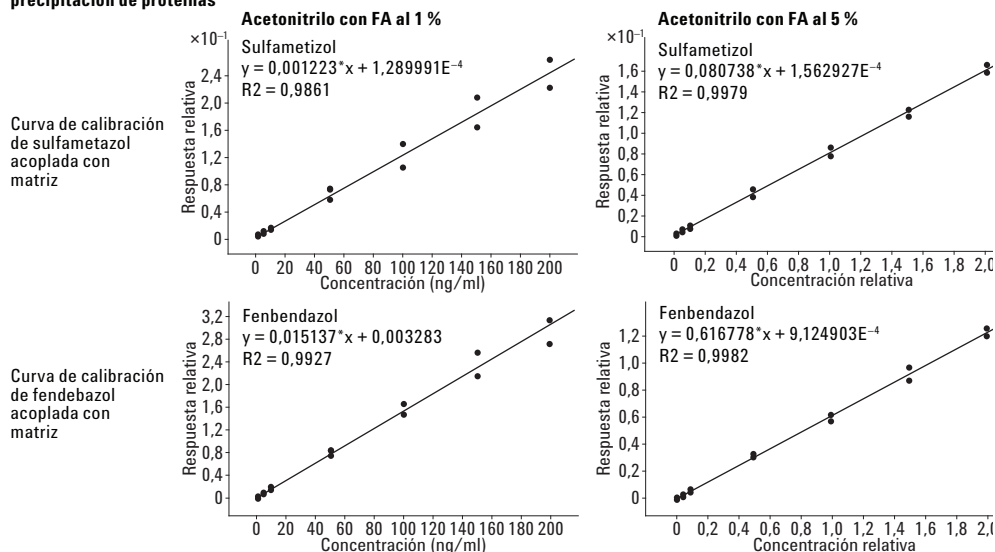 precipitación de proteínas
Acetonitrilo con FA al 1 %
Acetonitrilo con FA al 5 %
Curva de calibración
de sulfametazol
acoplada con
matriz
×10⁻¹
Sulfametizol
y = 0,001223*x + 1,289991E⁻⁴
R2 = 0,9861
Respuesta relativa
2,4
2,0
1,6
1,2
0,8
0,4
0
0 20 40 60 80 100 120 140 160 180 200
Concentración (ng/ml)
×10⁻¹
Sulfametizol
y = 0,080738*x + 1,562927E⁻⁴
R2 = 0,9979
Respuesta relativa
1,6
1,4
1,2
1,0
0,8
0,6
0,4
0,2
0
0 0,2 0,6 0,8 1,0 1,2 1,4 1,6 1,8 2,0
Concentración relativa
Curva de calibración
de fendebazol
acoplada con
matriz
Fenbendazol
y = 0,015137*x + 0,003283
R2 = 0,9927
Respuesta relativa
3,2
2,8
2,4
2,0
1,6
1,2
0,8
0,4
0
0 20 40 60 80 100 120 140 160 180 200
Concentración (ng/ml)
Fenbendazol
y = 0,616778*x + 9,124903E⁻⁴
R2 = 0,9982
Respuesta relativa
1,2
1,0
0,8
0,6
0,4
0,2
0
0 0,2 0,4 0,6 0,8 1,0 1,2 1,4 1,6 1,8 2,0
Concentración relativa